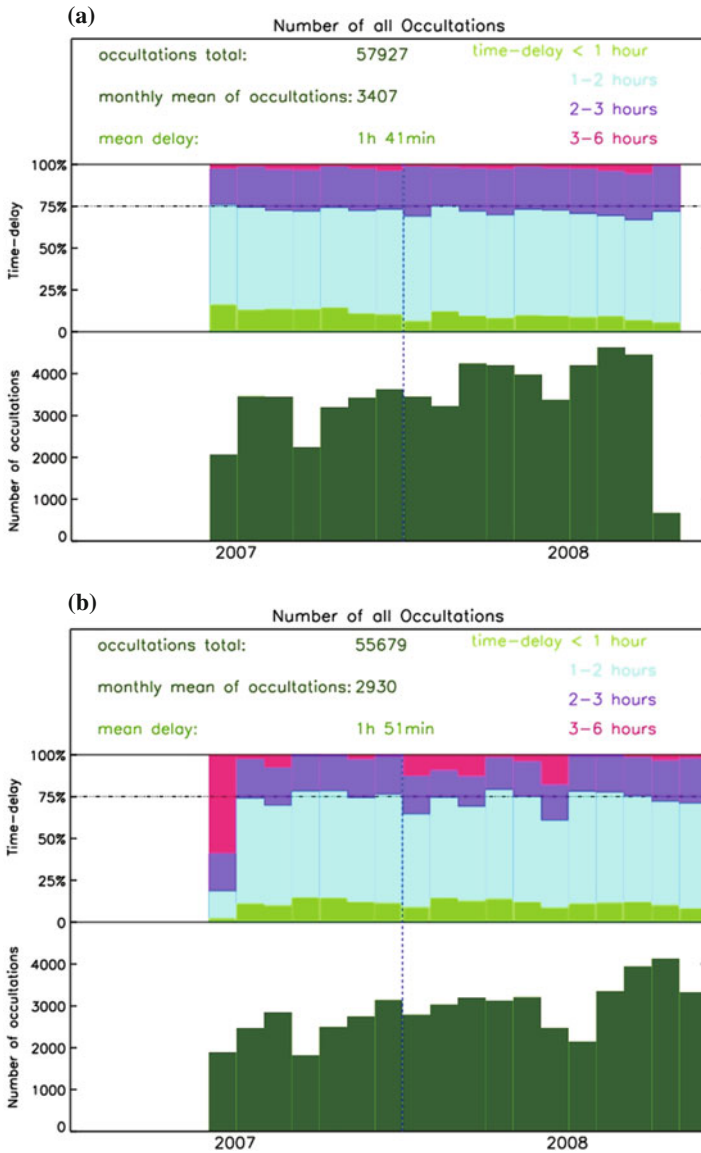 (a)
Number of all Occultations
occultations total: 57927 time-delay < 1 hour
1-2 hours
monthly mean of occultations: 3407
2-3 hours
mean delay: 1h 41min 3-6 hours
100%
75%
50%
25%
0
Time-delay
4000
3000
2000
1000
0
Number of occultations
2007 2008
(b)
Number of all Occultations
occultations total: 55679 time-delay < 1 hour
1-2 hours
monthly mean of occultations: 2930
2-3 hours
mean delay: 1h 51min 3-6 hours
100%
75%
50%
25%
0
Time-delay
4000
3000
2000
1000
0
Number of occultations
2007 2008